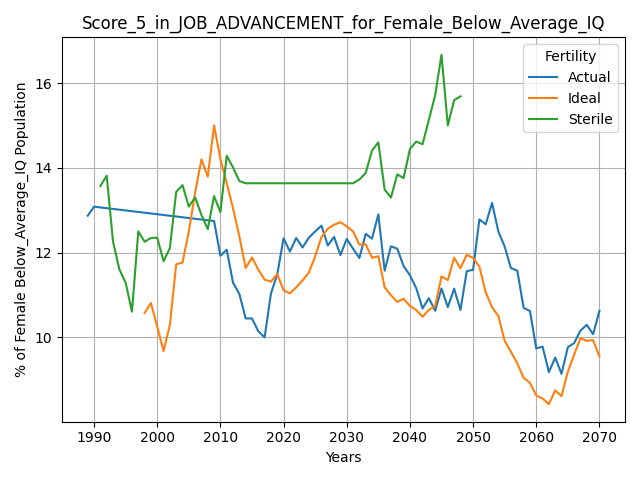 Score_5_in_JOB_ADVANCEMENT_for_Female_Below_Average_IQ
% of Female Below_Average_IQ Population
16
14
12
10
Fertility
Actual
Ideal
Sterile
1990 2000 2010 2020 2030 2040 2050 2060 2070
Years